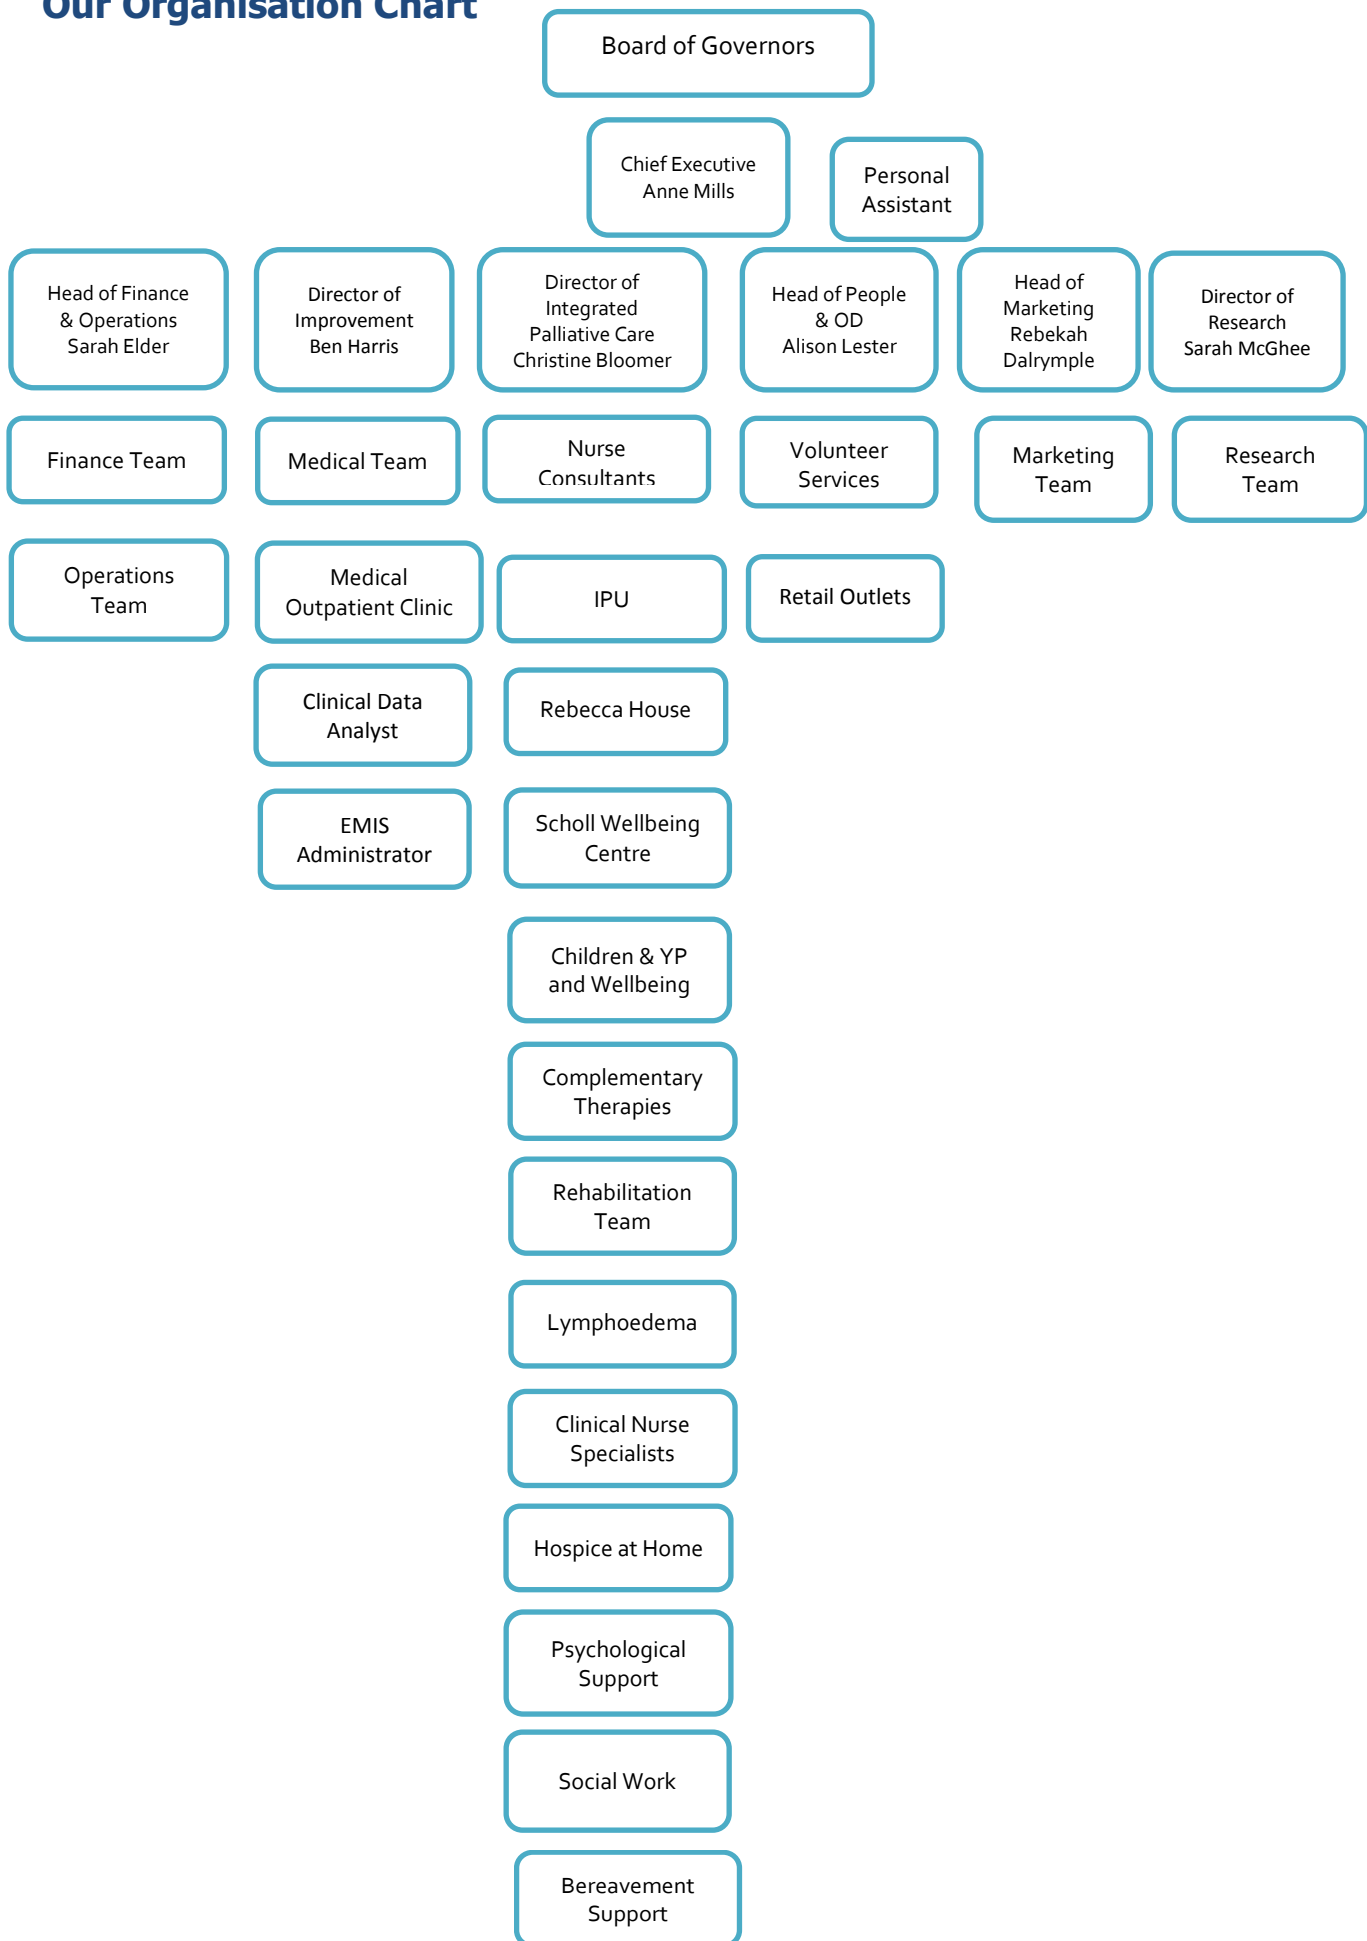 Our Organisation Chart
Board of Governors
Chief Executive
Anne Mills
Personal
Assistant
Head of Finance
& Operations
Sarah Elder
Director of
Improvement
Ben Harris
Director of
Integrated
Palliative Care
Christine Bloomer
Head of People
& OD
Alison Lester
Head of
Marketing
Rebekah
Dalrymple
Director of
Research
Sarah McGhee
Finance Team
Medical Team
Nurse
Consultants
Volunteer
Services
Marketing
Team
Research
Team
Operations
Team
Medical
Outpatient Clinic
IPU
Retail Outlets
Clinical Data
Analyst
Rebecca House
EMIS
Administrator
Scholl Wellbeing
Centre
Children & YP
and Wellbeing
Complementary
Therapies
Rehabilitation
Team
Lymphoedema
Clinical Nurse
Specialists
Hospice at Home
Psychological
Support
Social Work
Bereavement
Support